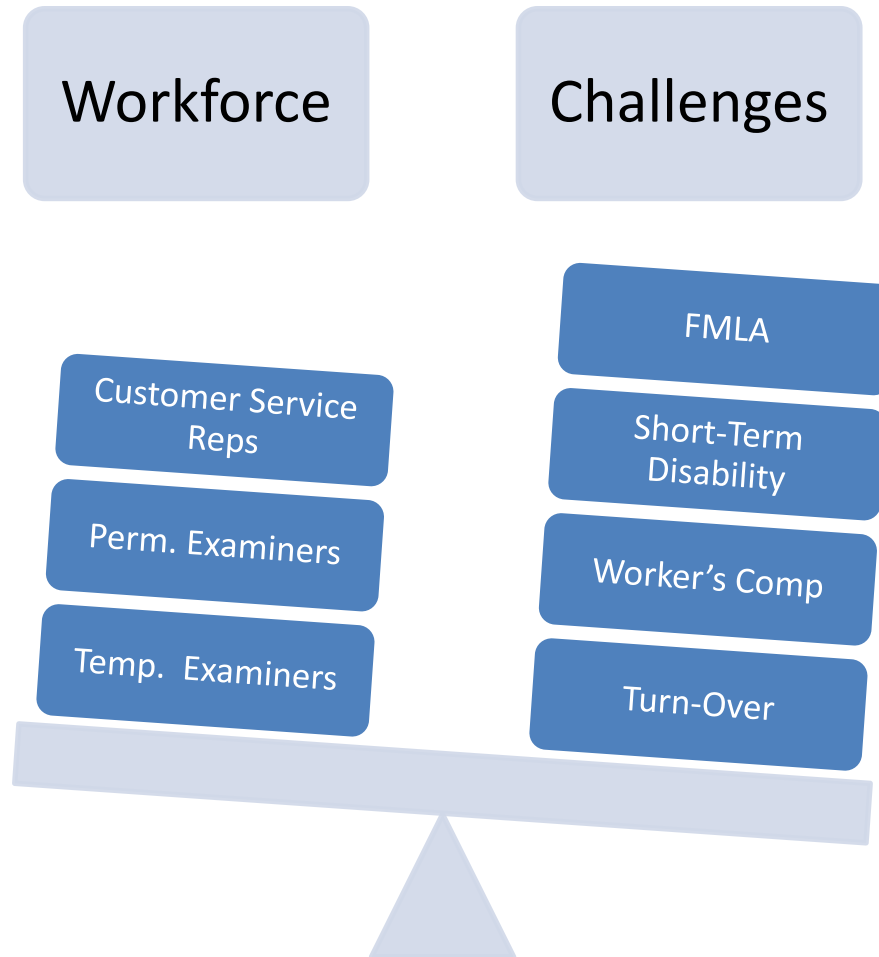 Workforce
Challenges
Customer Service
Reps
Perm. Examiners
Temp.  Examiners
FMLA
Short-Term
Disability
Worker’s Comp
Turn-Over